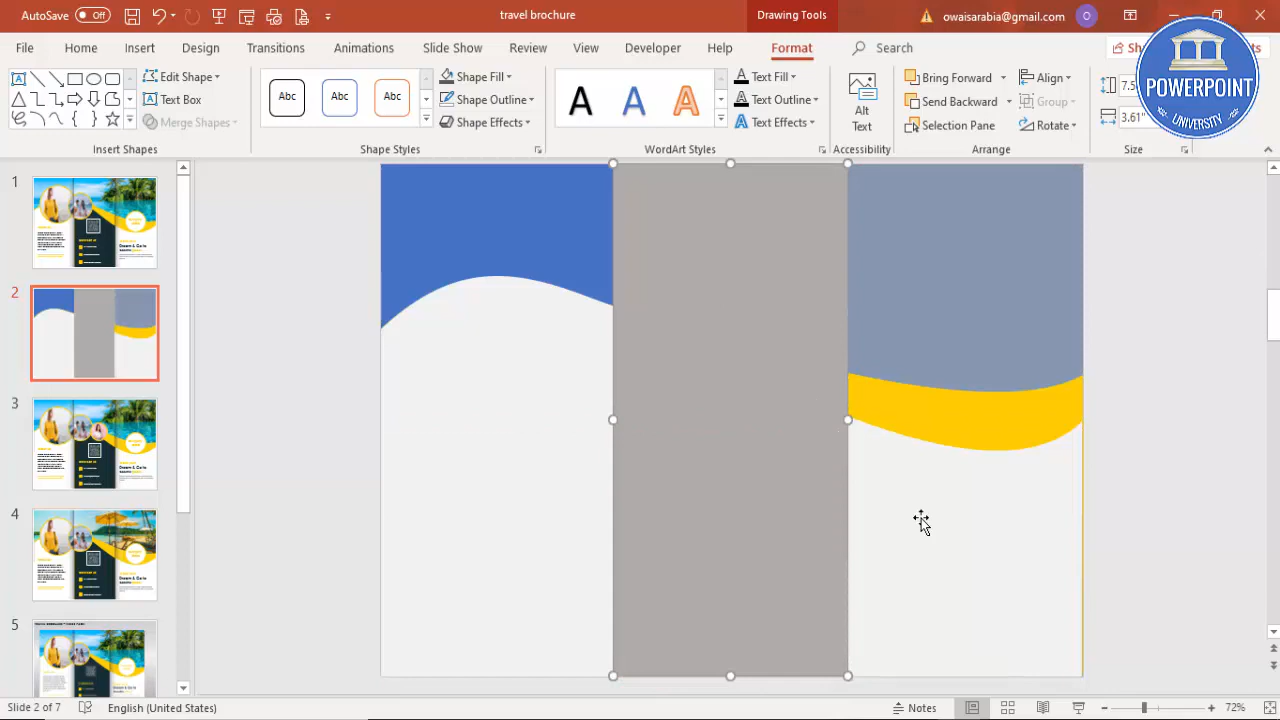 AutoSave Off
travel brochure
Drawing Tools
owaisarabia@gmail.com
O
File Home Insert Design Transitions Animations Slide Show Review View Developer Help Format Search
Edit Shape
Text Box
Merge Shapes
Insert Shapes
Abc Abc Abc
Shape Fill
Shape Outline
Shape Effects
Shape Styles
A A A
Text Fill
Text Outline
Text Effects
WordArt Styles
Alt
Text
Accessibility
Bring Forward
Send Backward
Selection Pane
Align
Group
Rotate
Arrange
3.61"
Size
POWERPOINT
UNIVERSITY
1
2
3
4
5
Slide 2 of 7
English (United States)
Notes
72%